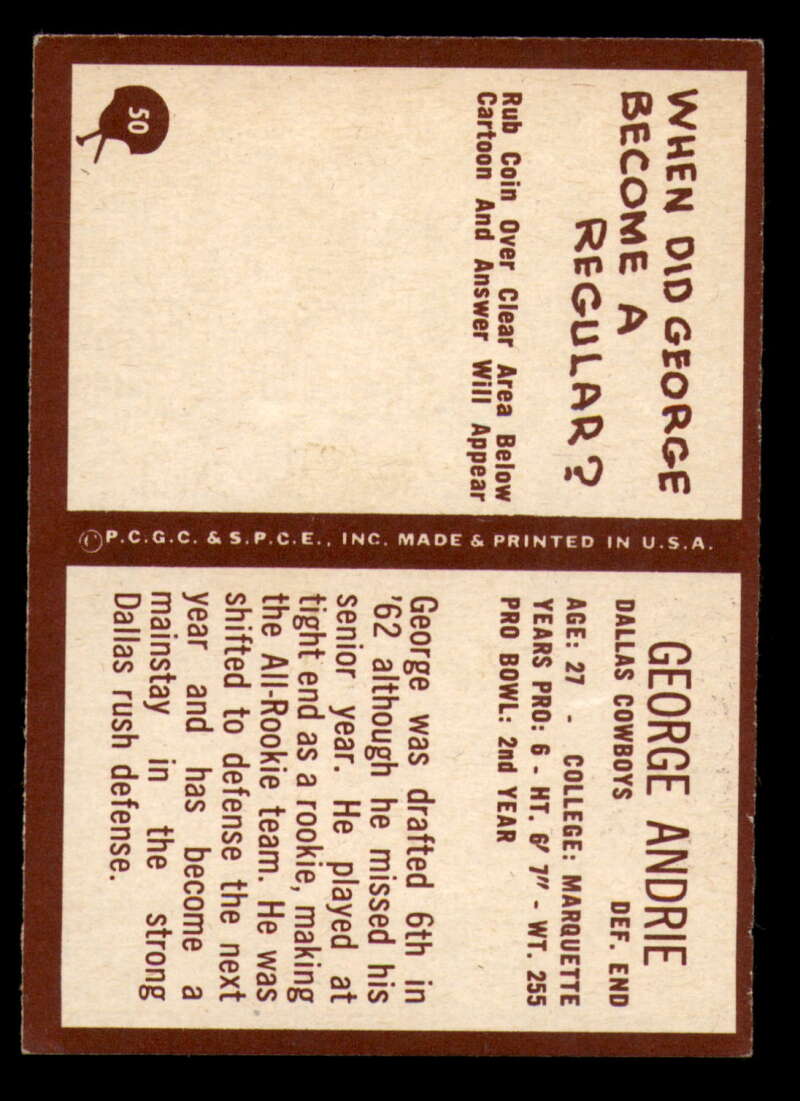 50
WHEN DID GEORGE
BECOME A
REGULAR?
Rub Coin Over Clear Area Below
Cartoon And Answer Will Appear
© P.C.G.C. & S.P.C.E., INC. MADE & PRINTED IN U.S.A.
GEORGE ANDRIE
DALLAS COWBOYS DEF. END
AGE: 27 - COLLEGE: MARQUETTE
YEARS PRO: 6 - HT. 6' 7" - WT. 255
PRO BOWL: 2nd YEAR
George was drafted 6th in
'62 although he missed his
senior year. He played at
tight end as a rookie, making
the All-Rookie team. He was
shifted to defense the next
year and has become a
mainstay in the strong
Dallas rush defense.